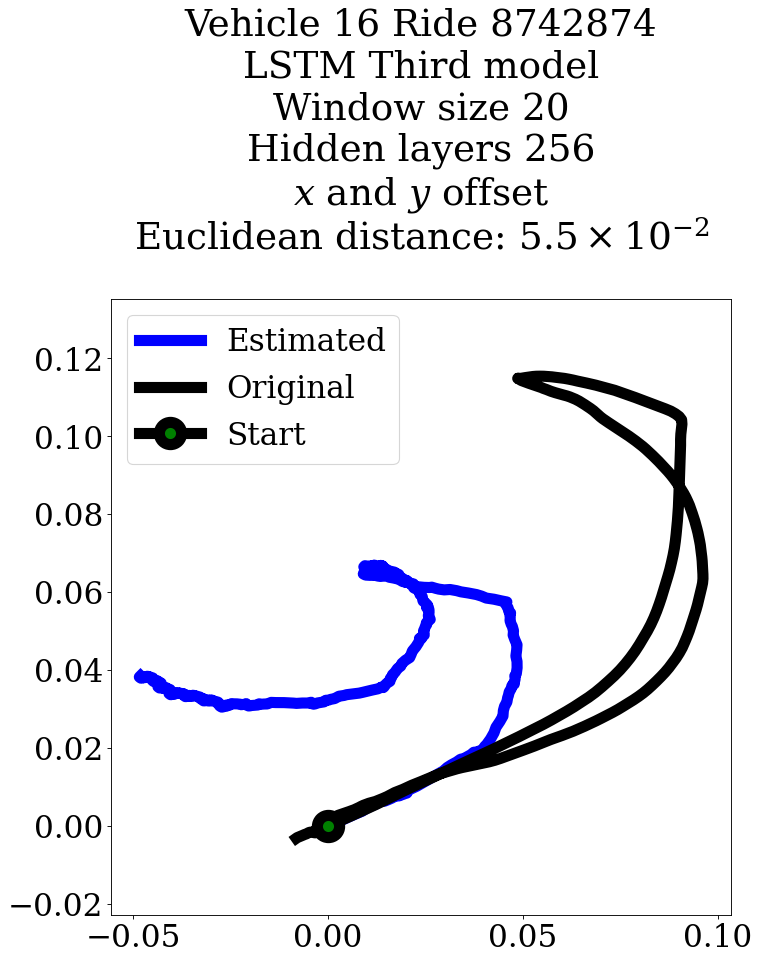 Vehicle 16 Ride 8742874
LSTM Third model
Window size 20
Hidden layers 256
x and y offset
Euclidean distance: 5.5 × 10⁻²
Estimated
Original
Start
0.12
0.10
0.08
0.06
0.04
0.02
0.00
−0.02
−0.05 0.00 0.05 0.10